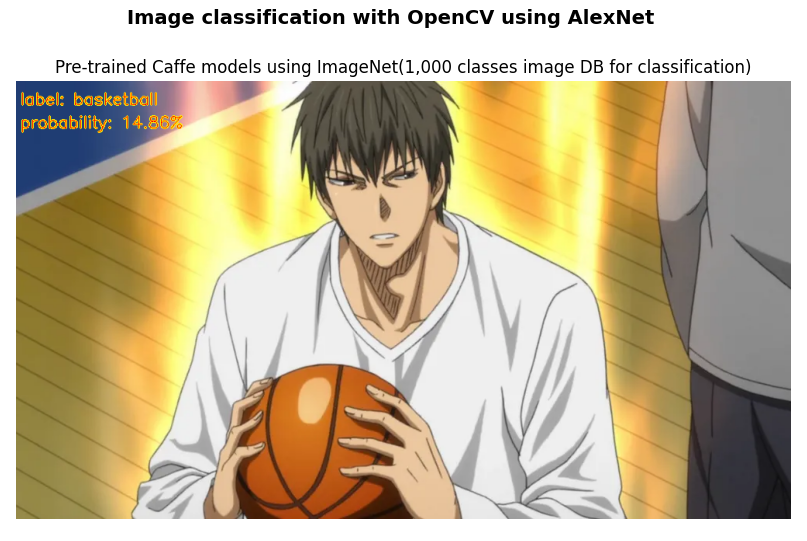 Image classification with OpenCV using AlexNet
Pre-trained Caffe models using ImageNet(1,000 classes image DB for classification)
label: basketball
probability: 14.86%